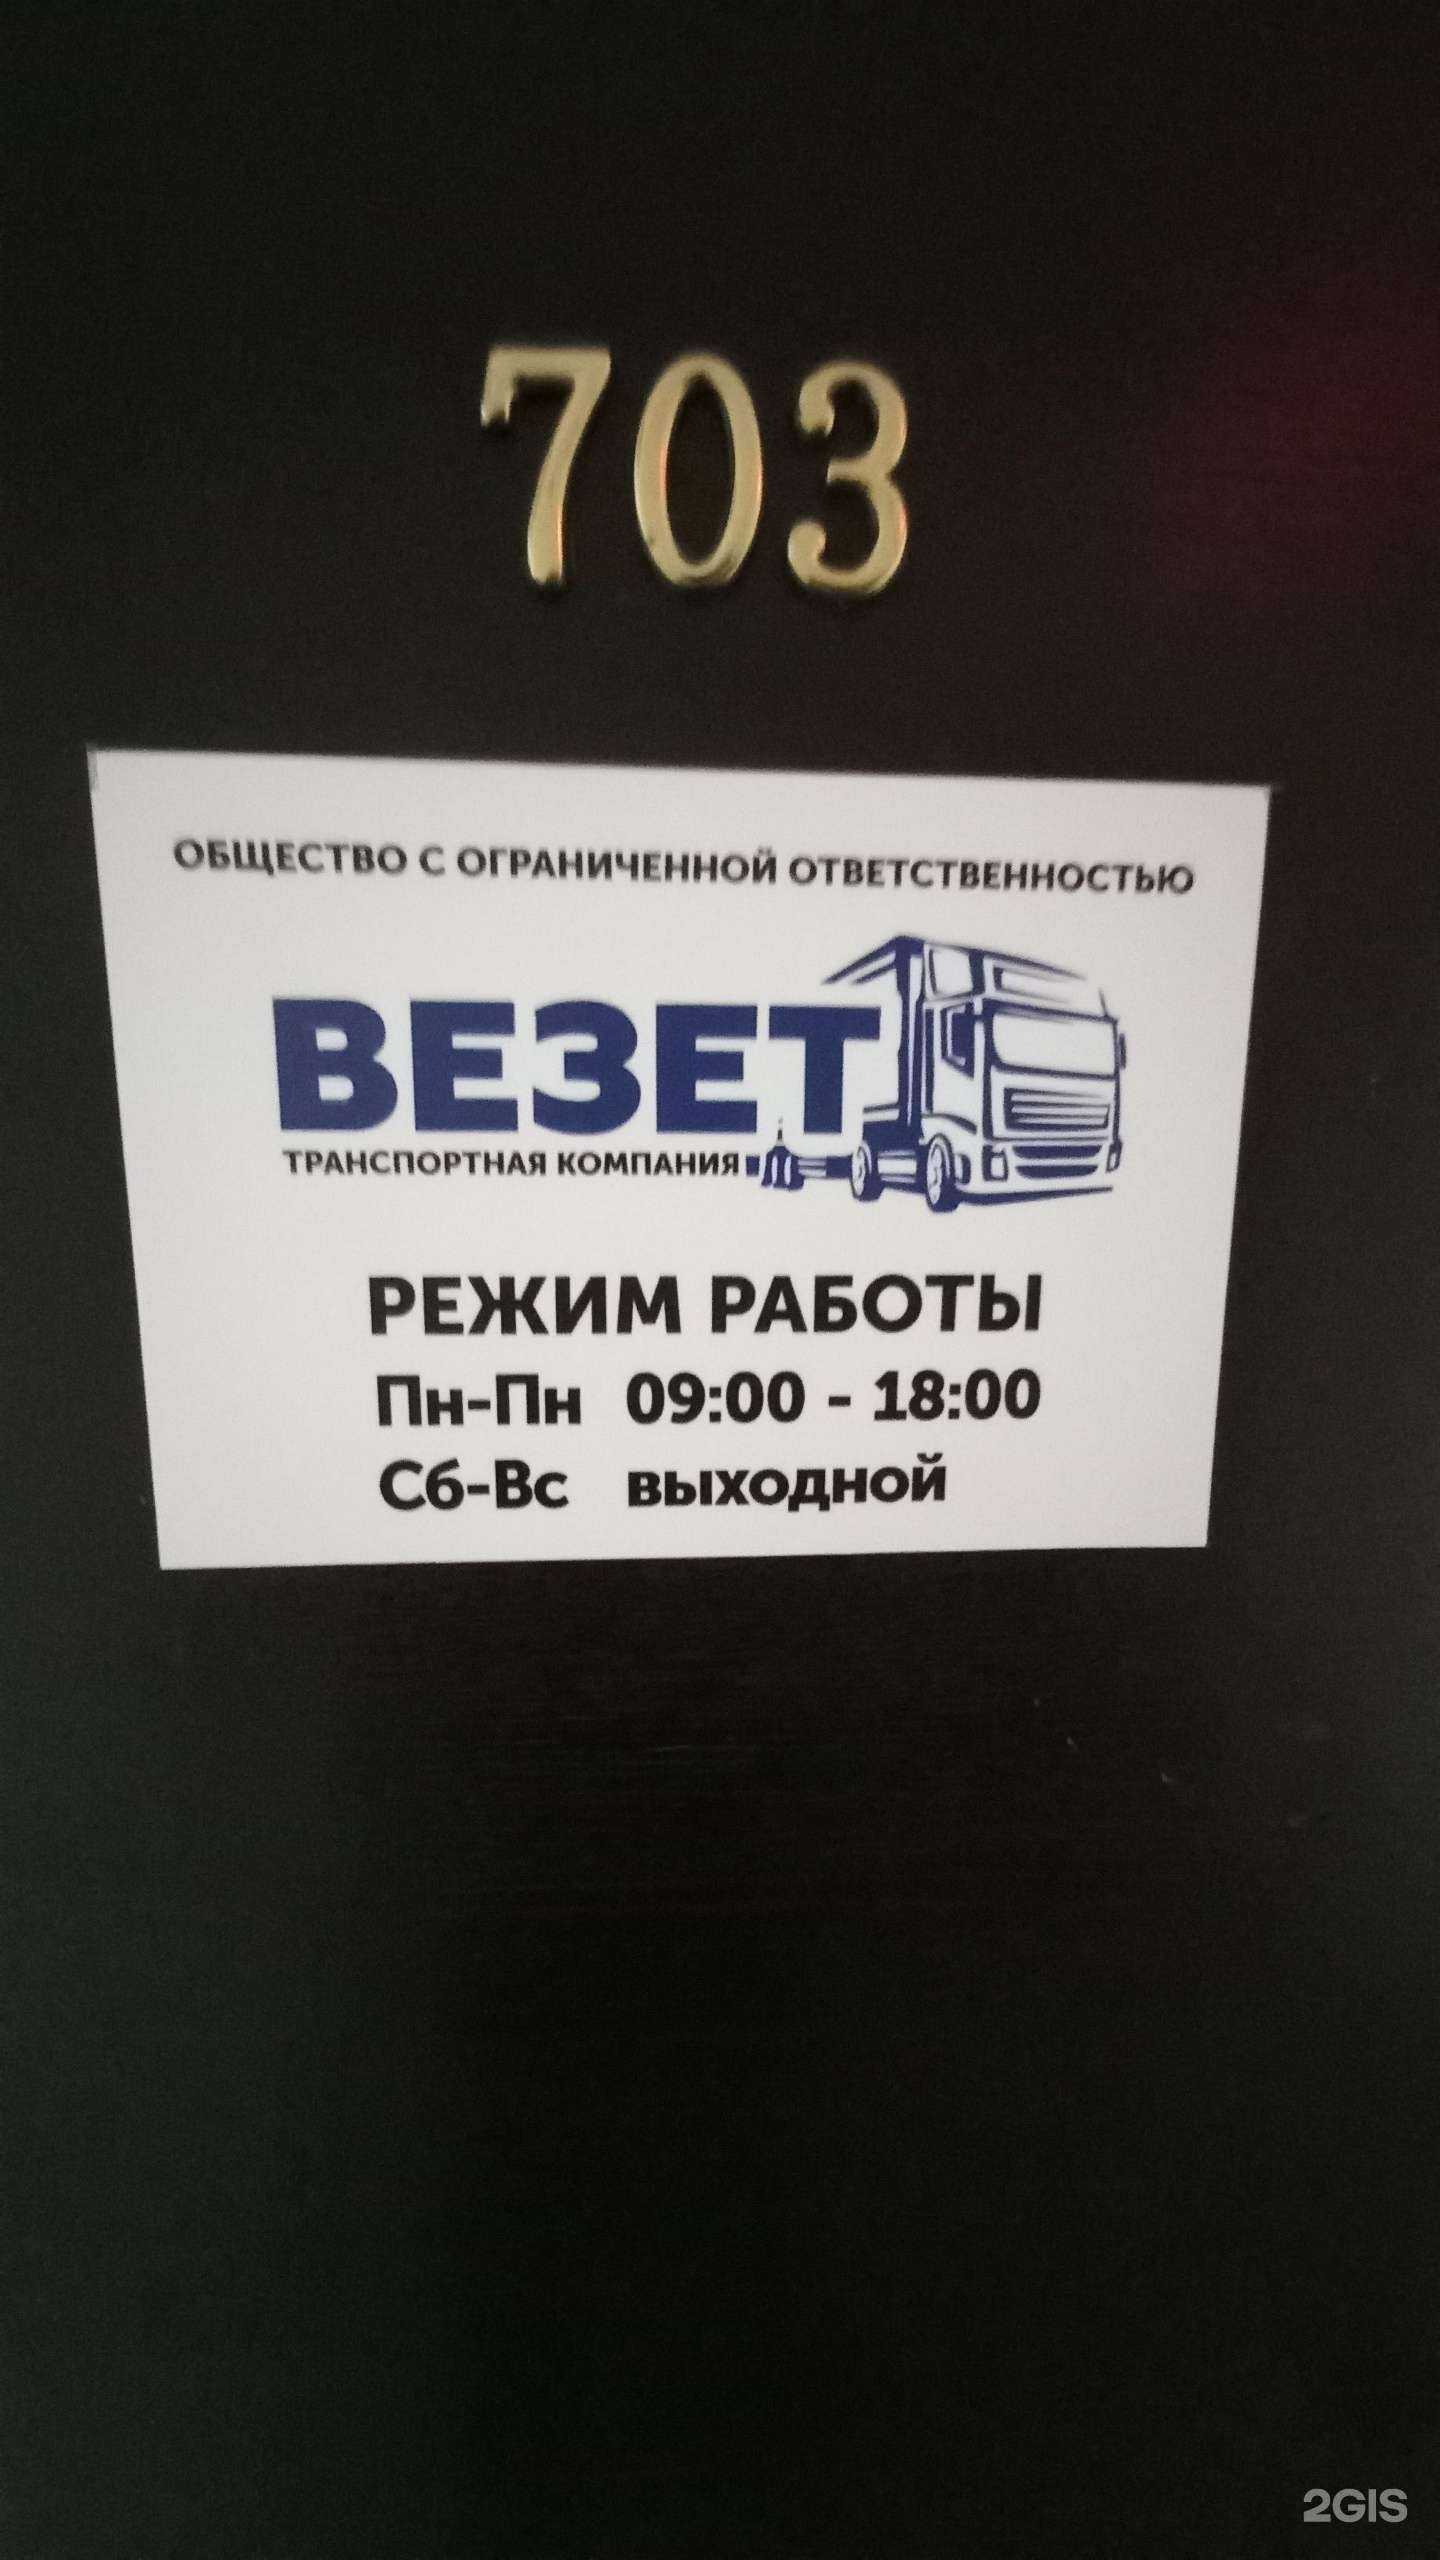 703
ОБЩЕСТВО С ОГРАНИЧЕННОЙ ОТВЕТСТВЕННОСТЬЮ
ВЕЗЕТ
ТРАНСПОРТНАЯ КОМПАНИЯ
РЕЖИМ РАБОТЫ
Пн-Пн 09:00 - 18:00
Сб-Вс выходной
2GIS